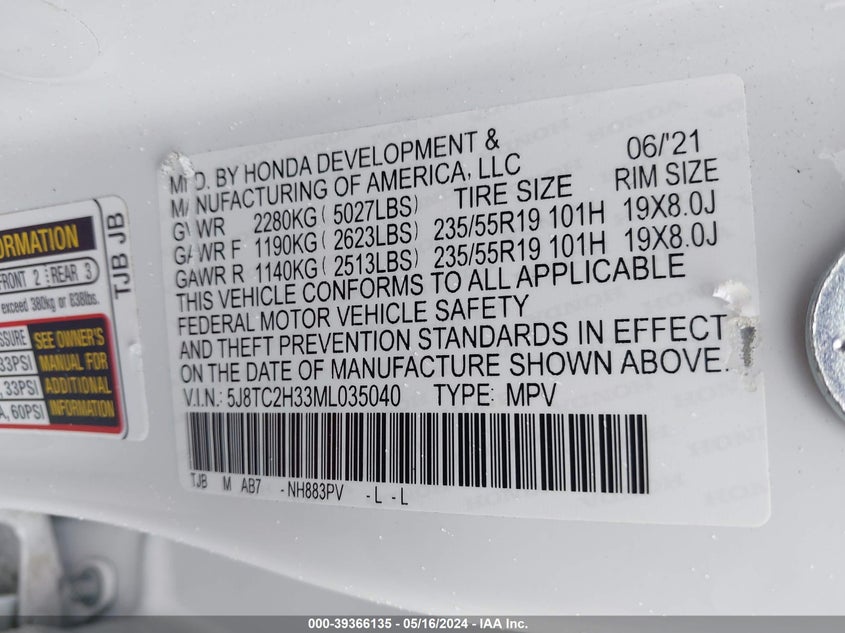 MFD. BY HONDA DEVELOPMENT & 06/'21
MANUFACTURING OF AMERICA, LLC TIRE SIZE RIM SIZE
GVWR 2280KG ( 5027LBS)
GAWR F 1190KG ( 2623LBS) 235/55R19 101H 19X8.0J
GAWR R 1140KG ( 2513LBS) 235/55R19 101H 19X8.0J
THIS VEHICLE CONFORMS TO ALL APPLICABLE
FEDERAL MOTOR VEHICLE SAFETY
AND THEFT PREVENTION STANDARDS IN EFFECT
ON THE DATE OF MANUFACTURE SHOWN ABOVE.
V.I.N.: 5J8TC2H33ML035040 TYPE: MPV
TJB M AB7 - NH883PV - L - L
ORMATION
FRONT 2 REAR 3
exceed 380kg or 838lbs.
SSURE
33PSI
33PSI
A, 60PSI
SEE OWNER'S
MANUAL FOR
ADDITIONAL
INFORMATION
TJB JB
HONDA
000-39366135 - 05/16/2024 - IAA Inc.